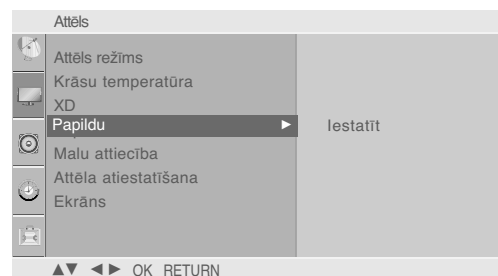 Attēls
Attēls režīms
Krāsu temperatūra
XD
Papildu ► Iestatīt
Malu attiecība
Attēla atiestatīšana
Ekrāns
▲▼ ◄► OK RETURN